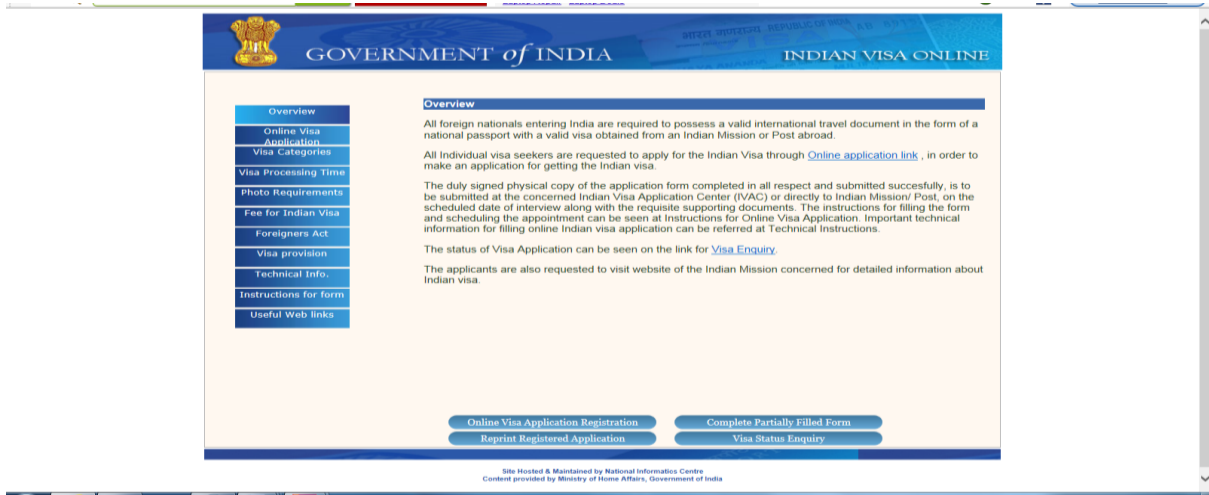 GOVERNMENT of INDIA
INDIAN VISA ONLINE
Overview
Online Visa
Application
Visa Categories
Visa Processing Time
Photo Requirements
Fee for Indian Visa
Foreigners Act
Visa provision
Technical Info.
Instructions for form
Useful Web links
Overview
All foreign nationals entering India are required to possess a valid international travel document in the form of a
national passport with a valid visa obtained from an Indian Mission or Post abroad.
All Individual visa seekers are requested to apply for the Indian Visa through Online application link , in order to
make an application for getting the Indian visa.
The duly signed physical copy of the application form completed in all respect and submitted succesfully, is to
be submitted at the concerned Indian Visa Application Center (IVAC) or directly to Indian Mission/ Post, on the
scheduled date of interview along with the requisite supporting documents. The instructions for filling the form
and scheduling the appointment can be seen at Instructions for Online Visa Application. Important technical
information for filling online Indian visa application can be referred at Technical Instructions.
The status of Visa Application can be seen on the link for Visa Enquiry.
The applicants are also requested to visit website of the Indian Mission concerned for detailed information about
Indian visa.
Online Visa Application Registration
Complete Partially Filled Form
Reprint Registered Application
Visa Status Enquiry
Site Hosted & Maintained by National Informatics Centre
Content provided by Ministry of Home Affairs, Government of India